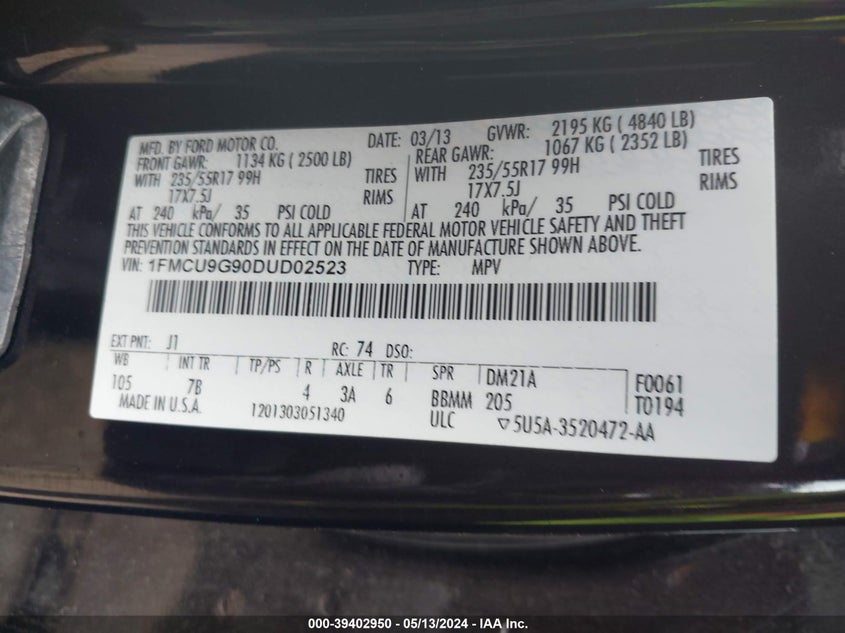 MFD. BY FORD MOTOR CO. DATE: 03/13 GVWR: 2195 KG ( 4840 LB)
FRONT GAWR: 1134 KG ( 2500 LB) REAR GAWR: 1067 KG ( 2352 LB)
WITH 235/55R17 99H TIRES WITH 235/55R17 99H TIRES
17X7.5J RIMS 17X7.5J RIMS
AT 240 kPa/ 35 PSI COLD AT 240 kPa/ 35 PSI COLD
THIS VEHICLE CONFORMS TO ALL APPLICABLE FEDERAL MOTOR VEHICLE SAFETY AND THEFT
PREVENTION STANDARDS IN EFFECT ON THE DATE OF MANUFACTURE SHOWN ABOVE.
VIN: 1FMCU9G90DUD02523 TYPE: MPV
EXT PNT: J1 RC: 74 DSO:
WB INT TR TP/PS R AXLE TR SPR DM21A F0061
105 7B 4 3A 6 BBMM 205 T0194
MADE IN U.S.A. 1201303051340 ULC ▽5U5A-3520472-AA
000-39402950 - 05/13/2024 - IAA Inc.